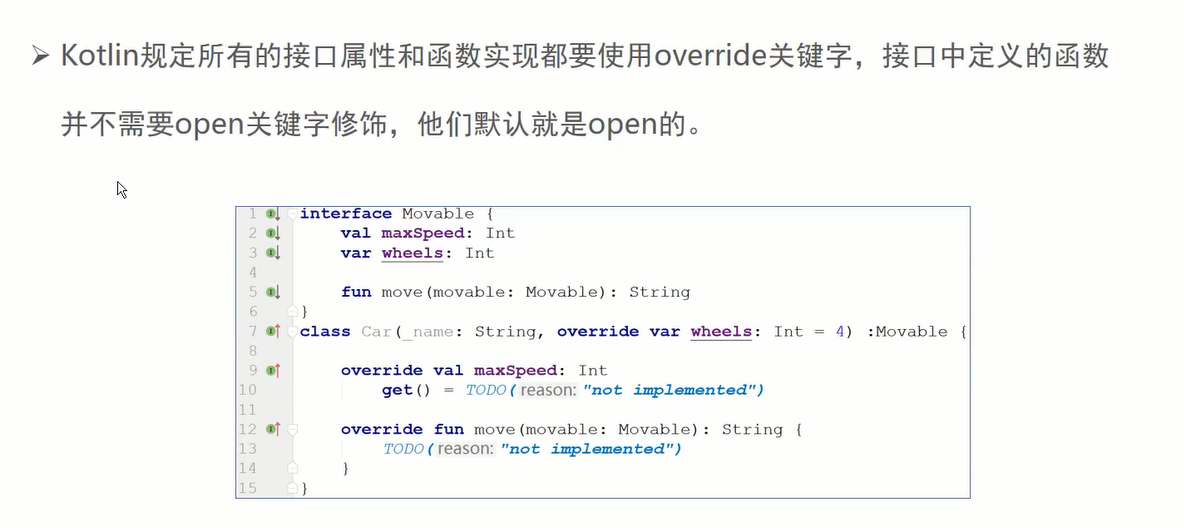 ➢ Kotlin规定所有的接口属性和函数实现都要使用override关键字，接口中定义的函数
并不需要open关键字修饰，他们默认就是open的。
1 interface Movable {
2 val maxSpeed: Int
3 var wheels: Int
4
5 fun move(movable: Movable): String
6 }
7 class Car(_name: String, override var wheels: Int = 4) :Movable {
8
9 override val maxSpeed: Int
10 get() = TODO( reason: "not implemented")
11
12 override fun move(movable: Movable): String {
13 TODO( reason: "not implemented")
14 }
15 }